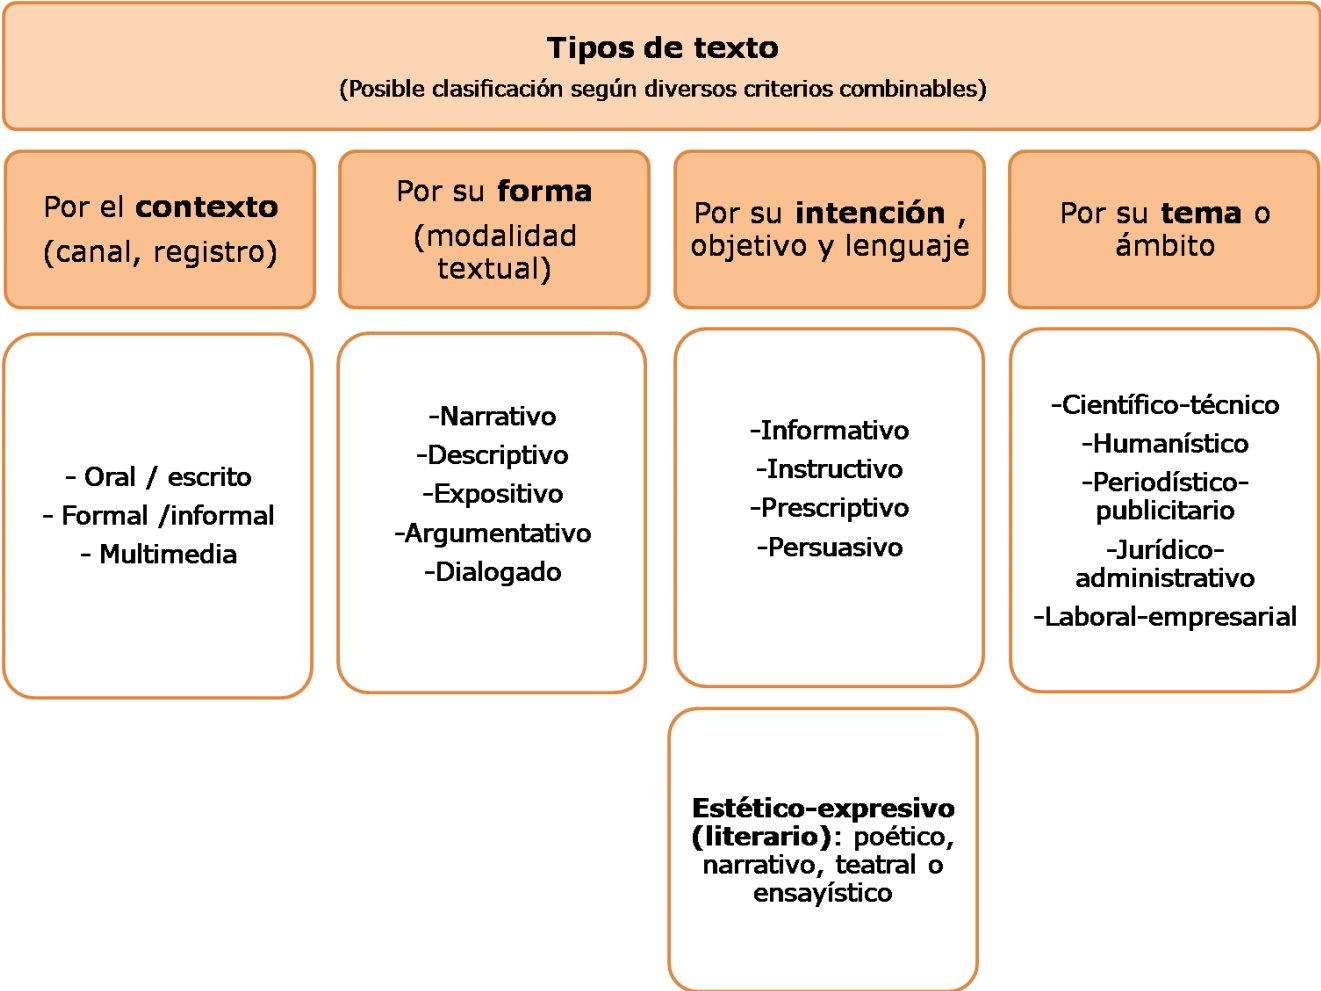 Tipos de texto
(Posible clasificación según diversos criterios combinables)
Por el contexto
(canal, registro)
Por su forma
(modalidad
textual)
Por su intención ,
objetivo y lenguaje
Por su tema o
ámbito
- Oral / escrito
- Formal /informal
- Multimedia
-Narrativo
-Descriptivo
-Expositivo
-Argumentativo
-Dialogado
-Informativo
-Instructivo
-Prescriptivo
-Persuasivo
-Científico-técnico
-Humanístico
-Periodístico-
publicitario
-Jurídico-
administrativo
-Laboral-empresarial
Estético-expresivo
(literario): poético,
narrativo, teatral o
ensayístico